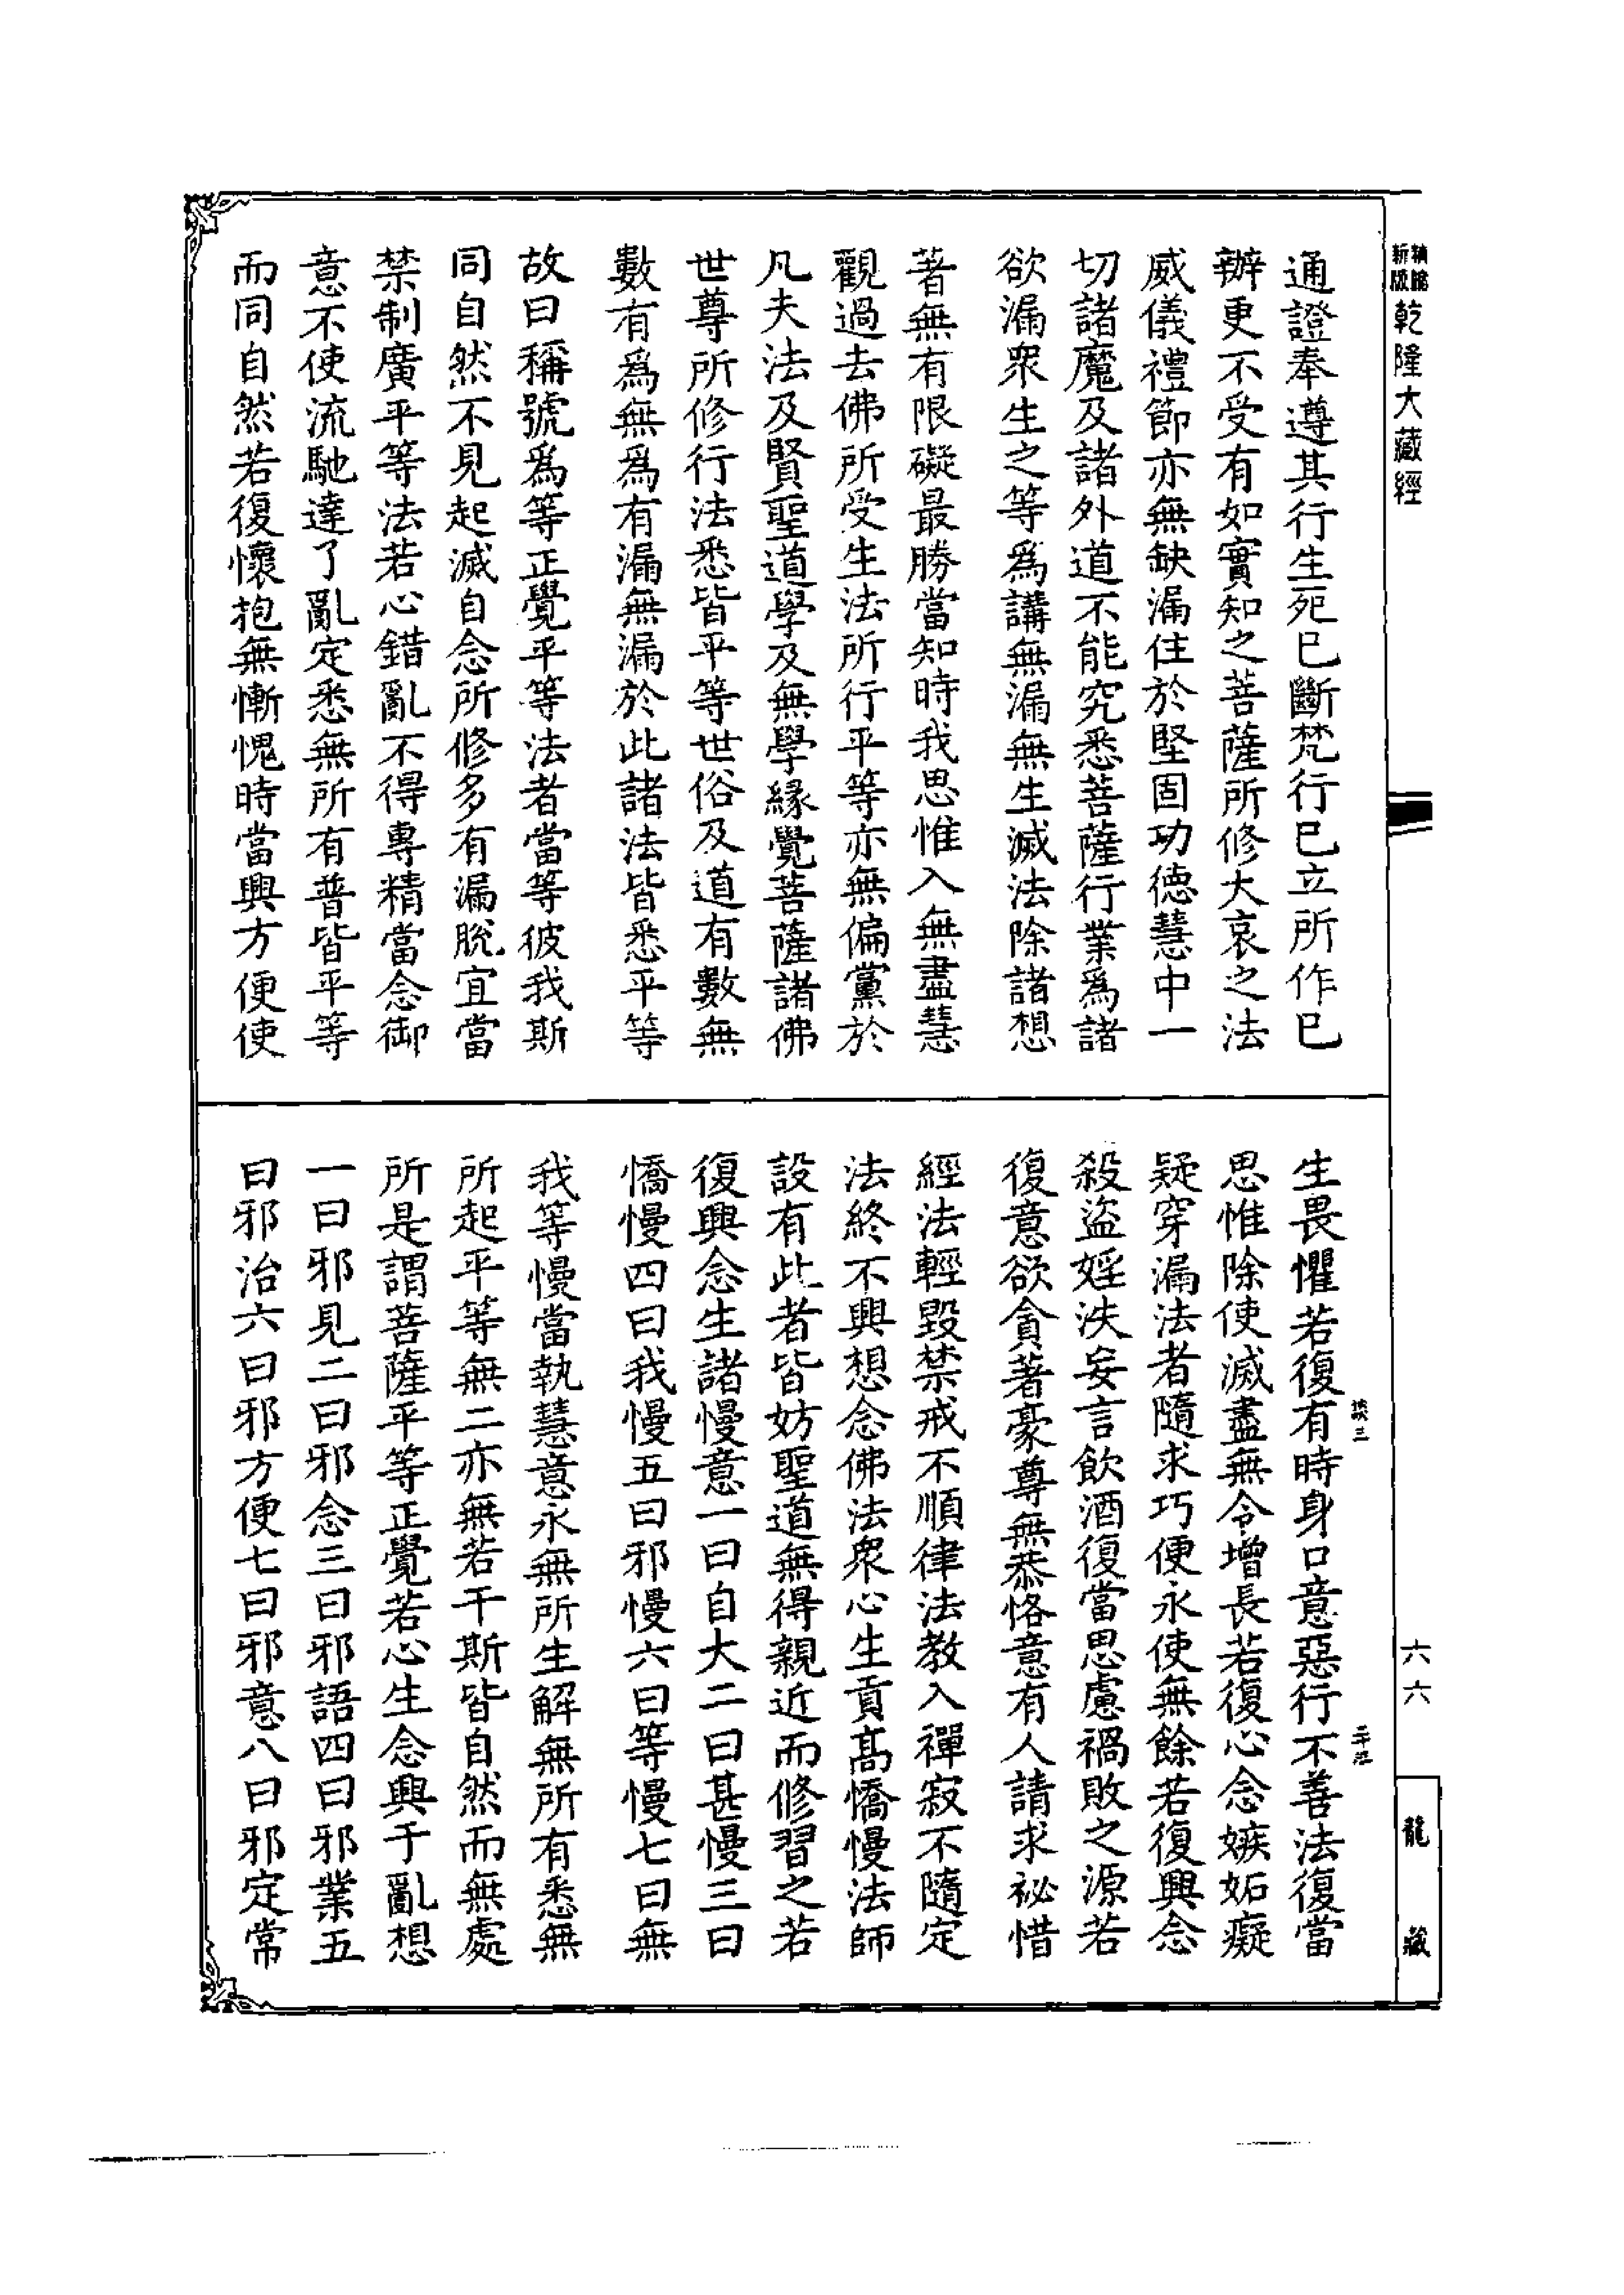 新版
精縮
乾隆大藏經
通證奉遵其行生死已斷梵行已立所作已
辦更不受有如實知之菩薩所修大哀之法
威儀禮節亦無缺漏住於堅固功德慧中一
切諸魔及諸外道不能究悉菩薩行業爲諸
欲漏衆生之等爲講無漏無生滅法除諸想
著無有限礙最勝當知時我思惟入無盡慧
觀過去佛所受生法所行平等亦無偏黨於
凡夫法及賢聖道學及無學緣覺菩薩諸佛
世尊所修行法悉皆平等世俗及道有數無
數有爲無爲有漏無漏於此諸法皆悉平等
故曰稱號爲等正覺平等法者當等彼我斯
同自然不見起滅自念所修多有漏脫宜當
禁制廣平等法若心錯亂不得專精當念御
意不使流馳達了亂定悉無所有普皆平等
而同自然若復懷抱無慚愧時當興方便使
生畏懼若復有時身口意惡行不善法復當
思惟除使滅盡無令增長若復心念嫉妬癡
疑穿漏法者隨求巧便永使無餘若復興念
殺盜婬泆妄言飲酒復當思慮禍敗之源若
復意欲貪著豪尊無恭恪意有人請求祕惜
經法輕毀禁戒不順律法教入禪寂不隨定
法終不興想念佛法衆心生貢高憍慢法師
設有此者皆妨聖道無得親近而修習之若
復興念生諸慢意一曰自大二曰甚慢三曰
憍慢四曰我慢五曰邪慢六曰等慢七曰無
我等慢當執慧意永無所生解無所有悉無
所起平等無二亦無若干斯皆自然而無處
所是謂菩薩平等正覺若心生念興于亂想
一曰邪見二曰邪念三曰邪語四曰邪業五
曰邪治六曰邪方便七曰邪意八曰邪定常
六六
龍藏